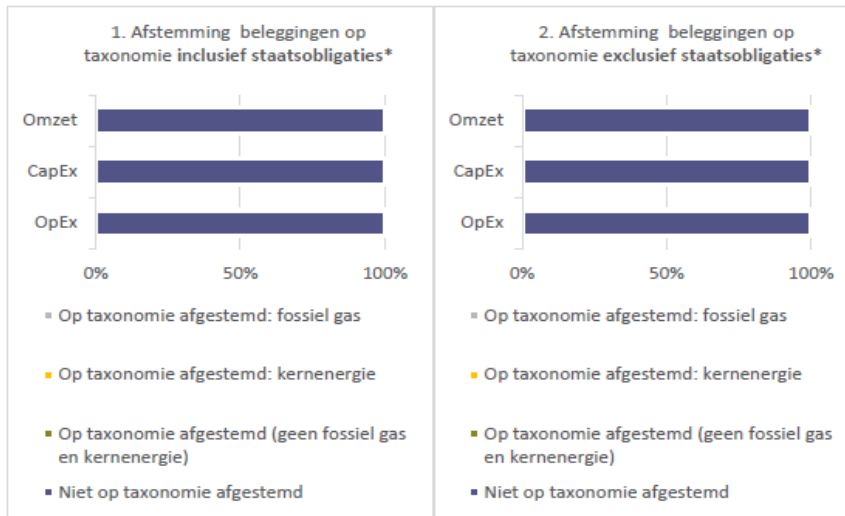 1. Afstemming beleggingen op
taxonomie inclusief staatsobligaties*
Omzet
CapEx
OpEx
0% 50% 100%
Op taxonomie afgestemd: fossiel gas
Op taxonomie afgestemd: kernenergie
Op taxonomie afgestemd (geen fossiel gas
en kernenergie)
Niet op taxonomie afgestemd
2. Afstemming beleggingen op
taxonomie exclusief staatsobligaties*
Omzet
CapEx
OpEx
0% 50% 100%
Op taxonomie afgestemd: fossiel gas
Op taxonomie afgestemd: kernenergie
Op taxonomie afgestemd (geen fossiel gas
en kernenergie)
Niet op taxonomie afgestemd